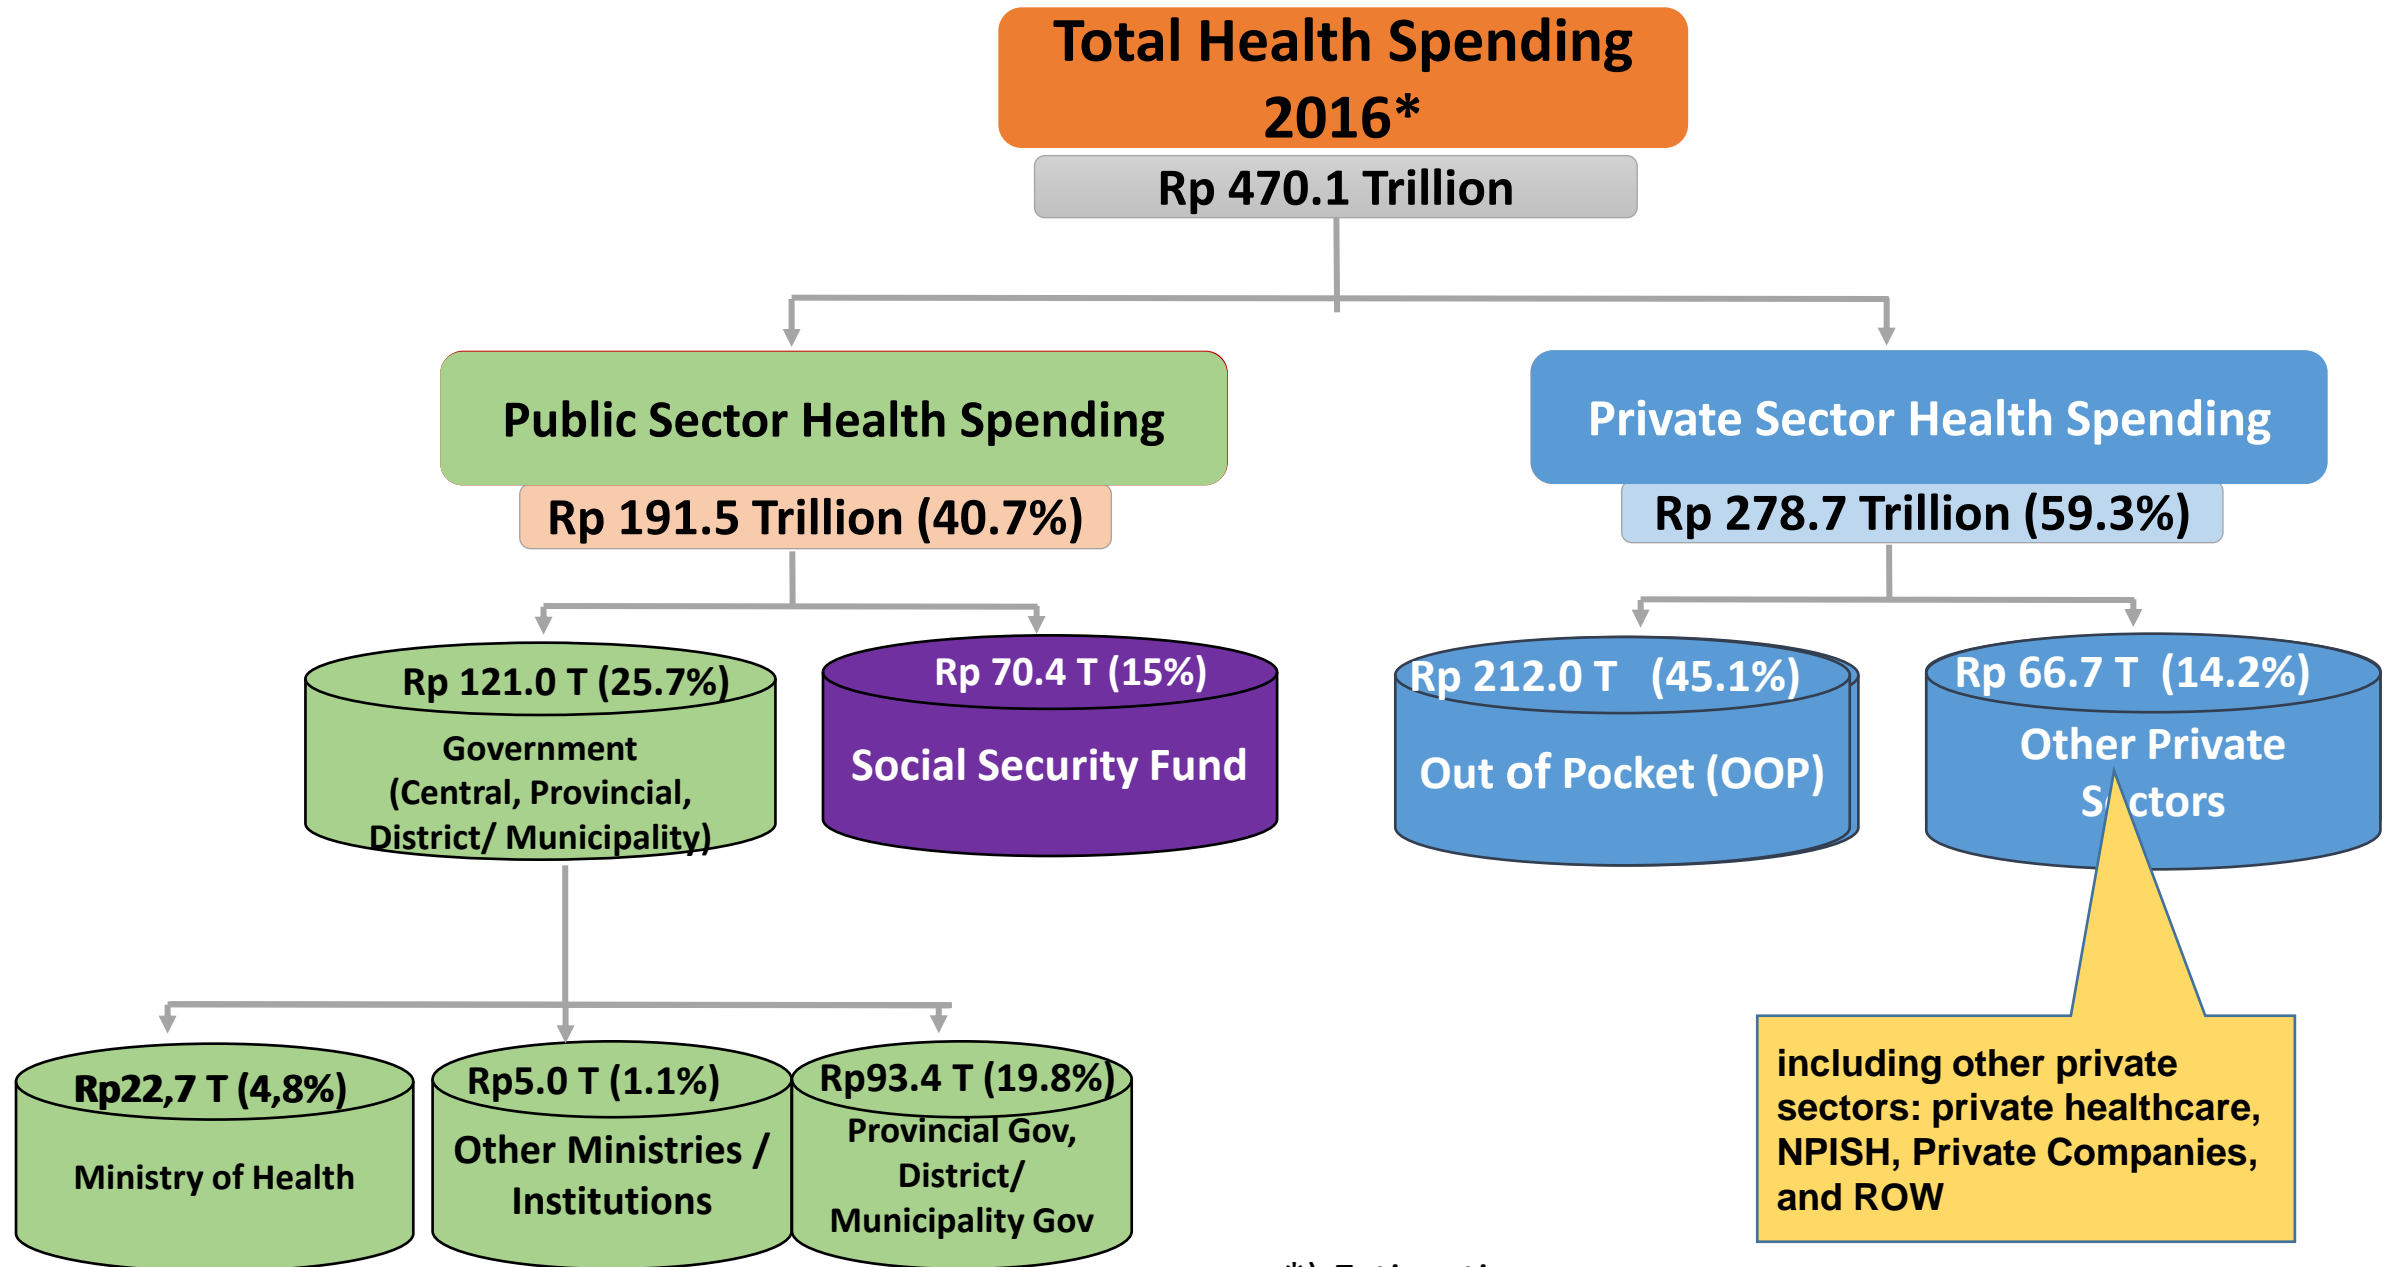 Total Health Spending
2016*
Rp 470.1 Trillion
Public Sector Health Spending
Rp 191.5 Trillion (40.7%)
Private Sector Health Spending
Rp 278.7 Trillion (59.3%)
Rp 121.0 T (25.7%)
Government
(Central, Provincial,
District/ Municipality)
Rp 70.4 T (15%)
Social Security Fund
Rp 212.0 T (45.1%)
Out of Pocket (OOP)
Rp 66.7 T (14.2%)
Other Private
Sectors
Rp22,7 T (4,8%)
Ministry of Health
Rp5.0 T (1.1%)
Other Ministries /
Institutions
Rp93.4 T (19.8%)
Provincial Gov,
District/
Municipality Gov
including other private
sectors: private healthcare,
NPISH, Private Companies,
and ROW
*)